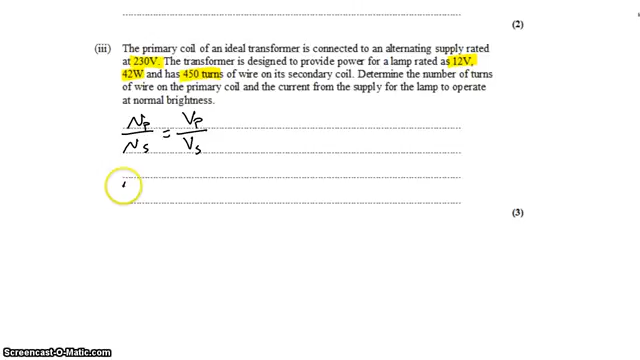 (2)
(iii) The primary coil of an ideal transformer is connected to an alternating supply rated
at 230V. The transformer is designed to provide power for a lamp rated as 12V,
42W and has 450 turns of wire on its secondary coil. Determine the number of turns
of wire on the primary coil and the current from the supply for the lamp to operate
at normal brightness.
Np/Ns = Vp/Vs
(3)
Screencast-O-Matic.com